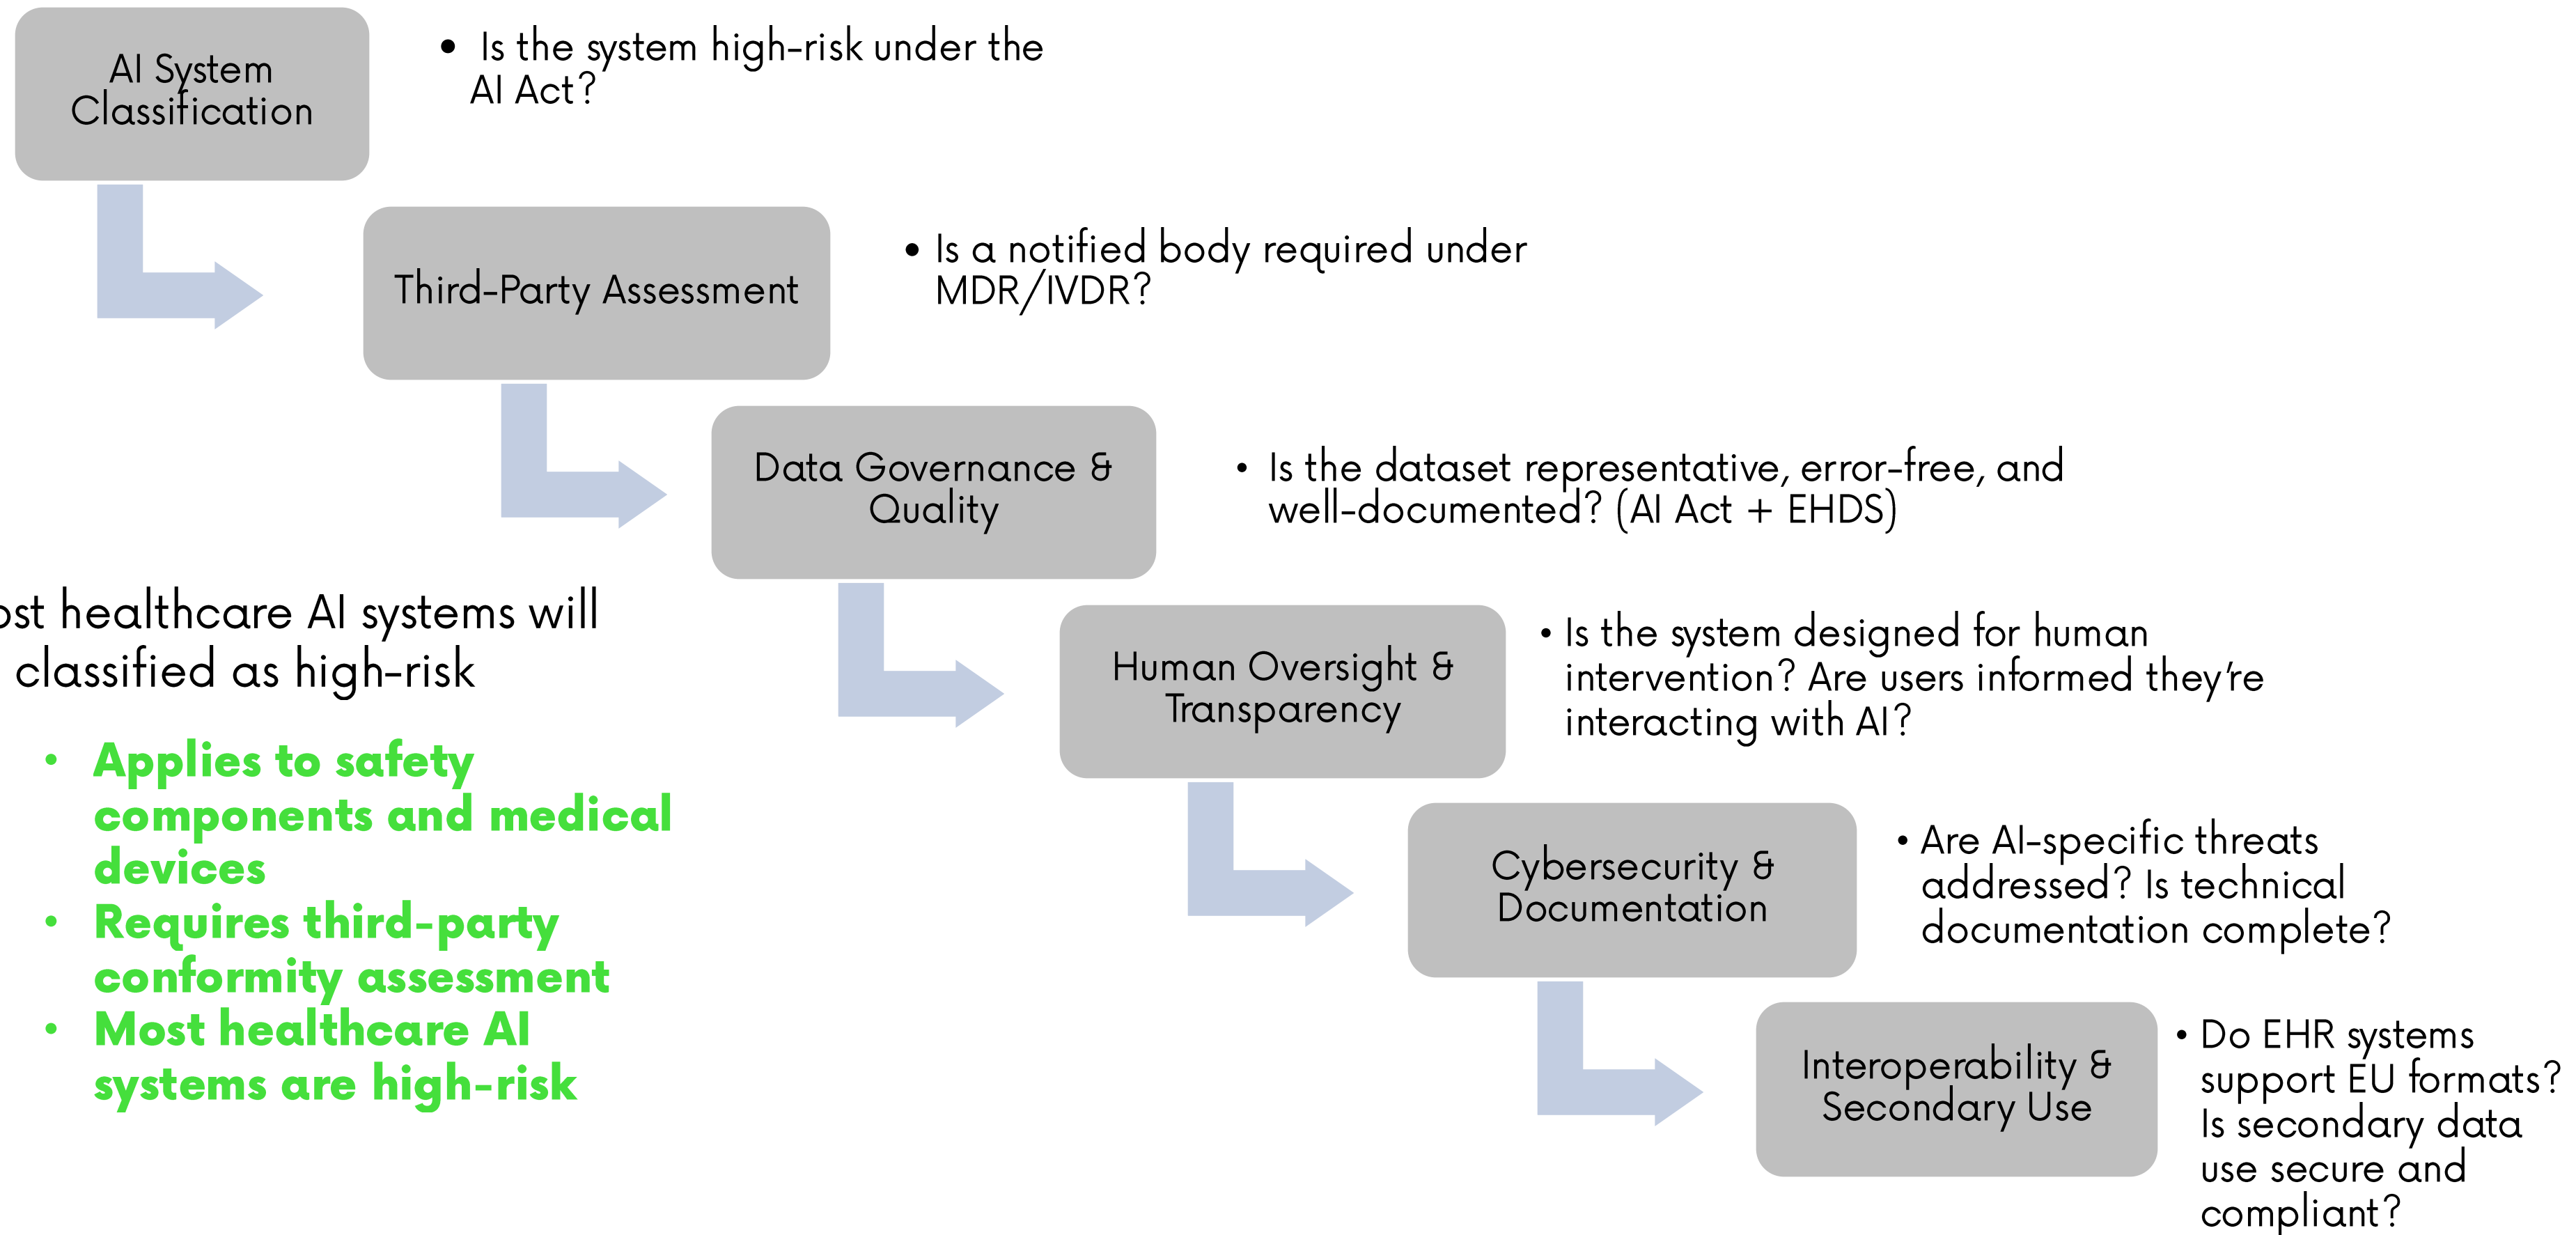 AI System
Classification
• Is the system high-risk under the
AI Act?
Third-Party Assessment
• Is a notified body required under
MDR/IVDR?
Data Governance &
Quality
• Is the dataset representative, error-free, and
well-documented? (AI Act + EHDS)
Human Oversight &
Transparency
• Is the system designed for human
intervention? Are users informed they're
interacting with AI?
Cybersecurity &
Documentation
• Are AI-specific threats
addressed? Is technical
documentation complete?
Interoperability &
Secondary Use
• Do EHR systems
support EU formats?
Is secondary data
use secure and
compliant?
healthcare AI systems will
classified as high-risk
• Applies to safety
components and medical
devices
• Requires third-party
conformity assessment
• Most healthcare AI
systems are high-risk